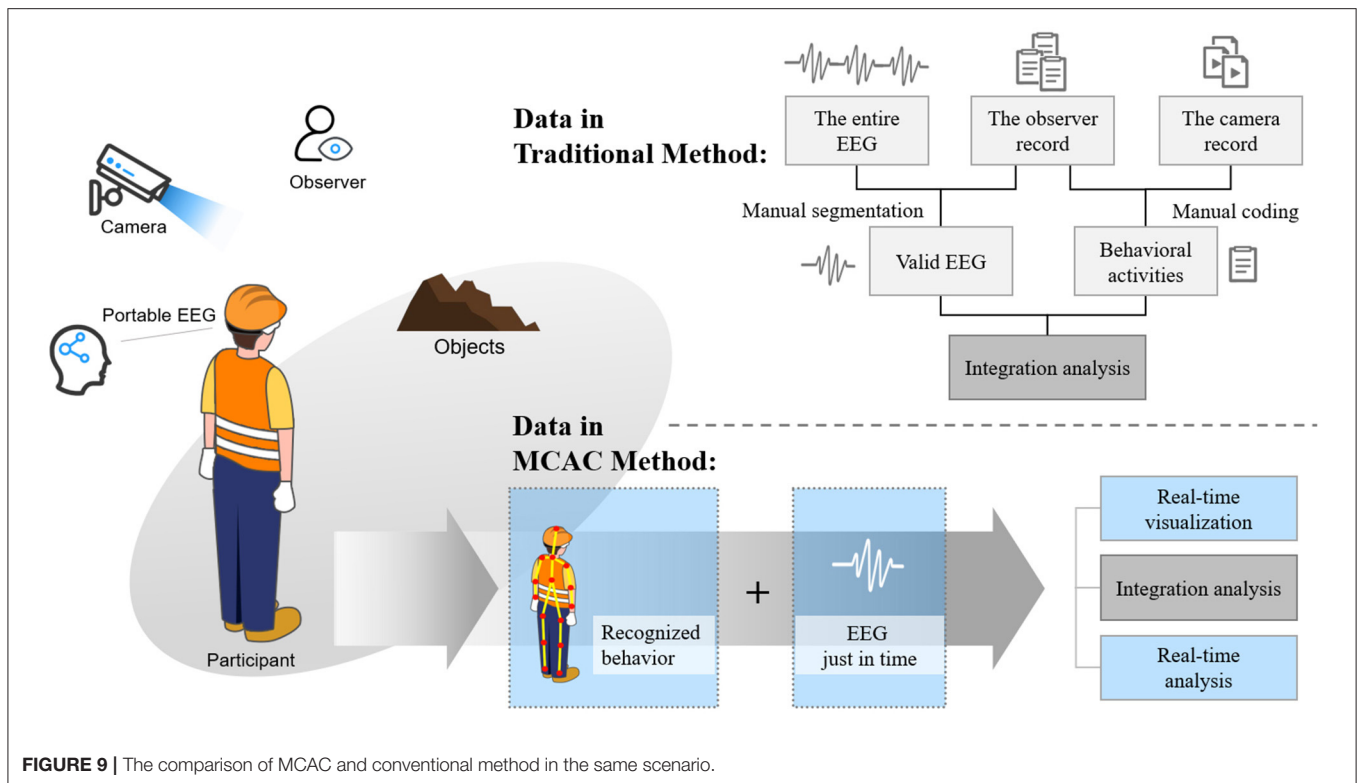 Observer
Camera
Portable EEG
Objects
Participant
Data in
Traditional Method:
The entire
EEG
The observer
record
The camera
record
Manual segmentation
Manual coding
Valid EEG
Behavioral
activities
Integration analysis
Data in
MCAC Method:
Recognized
behavior
+
EEG
just in time
Real-time
visualization
Integration analysis
Real-time
analysis
FIGURE 9 | The comparison of MCAC and conventional method in the same scenario.